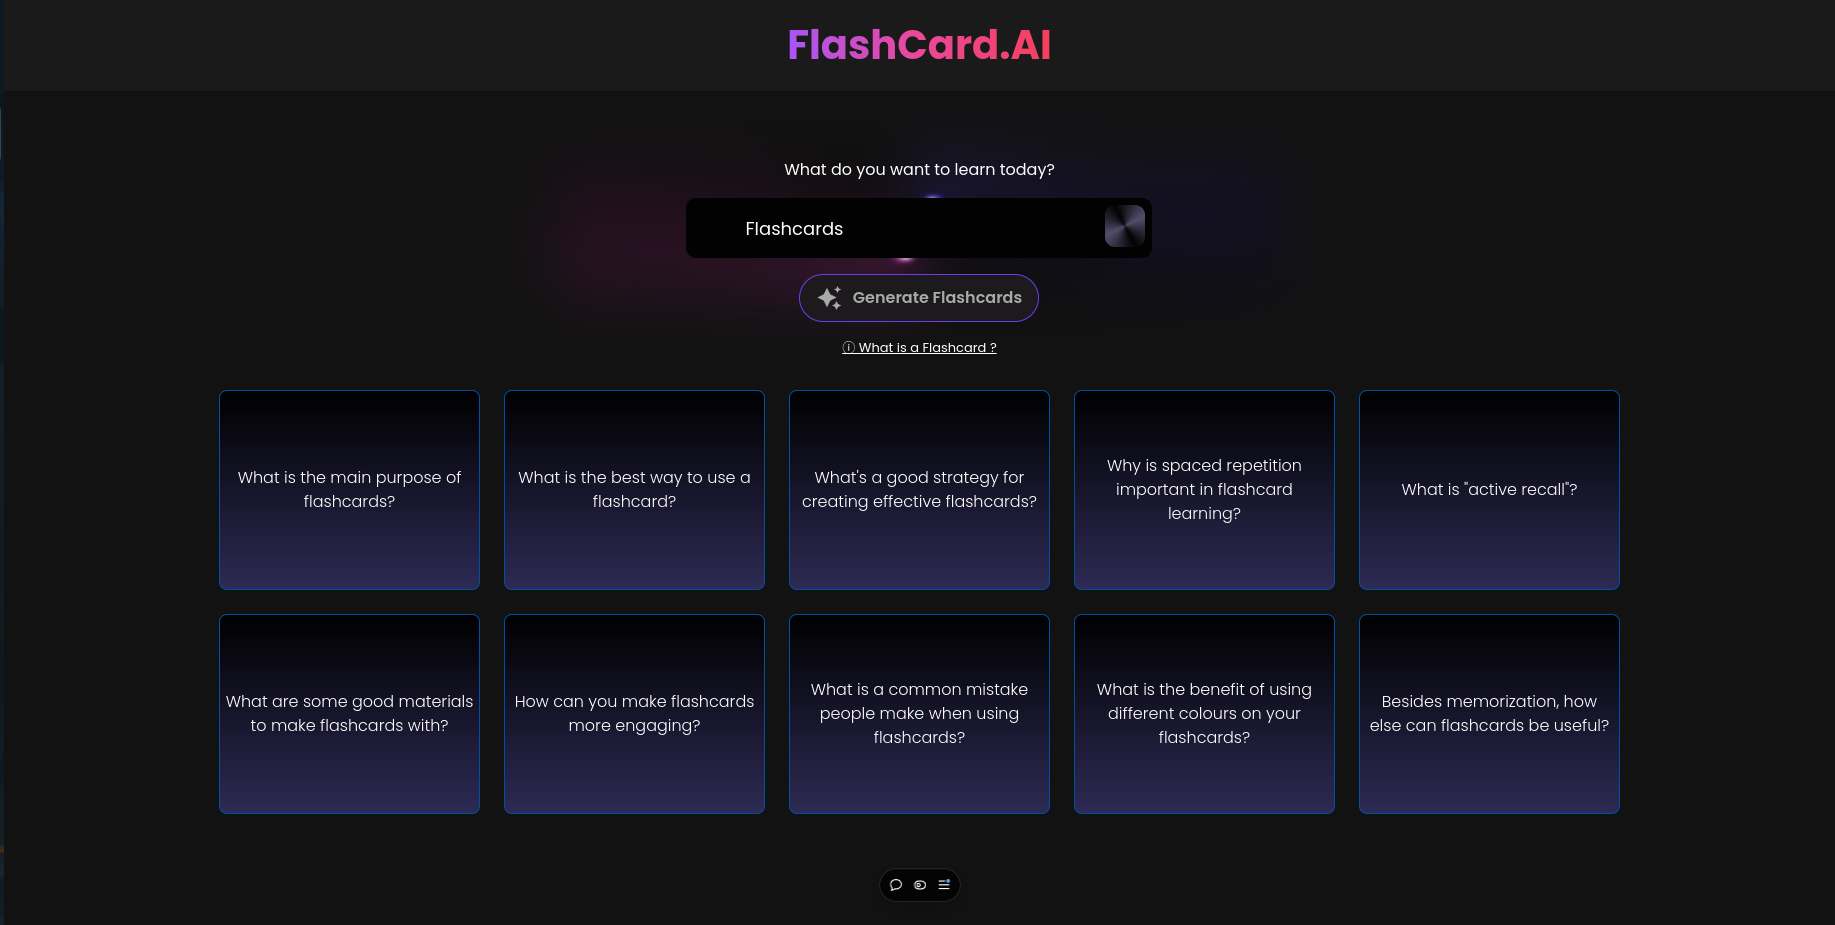 FlashCard.AI
What do you want to learn today?
Flashcards
Generate Flashcards
ⓘ What is a Flashcard ?
What is the main purpose of
flashcards?
What is the best way to use a
flashcard?
What's a good strategy for
creating effective flashcards?
Why is spaced repetition
important in flashcard
learning?
What is "active recall"?
What are some good materials
to make flashcards with?
How can you make flashcards
more engaging?
What is a common mistake
people make when using
flashcards?
What is the benefit of using
different colours on your
flashcards?
Besides memorization, how
else can flashcards be useful?